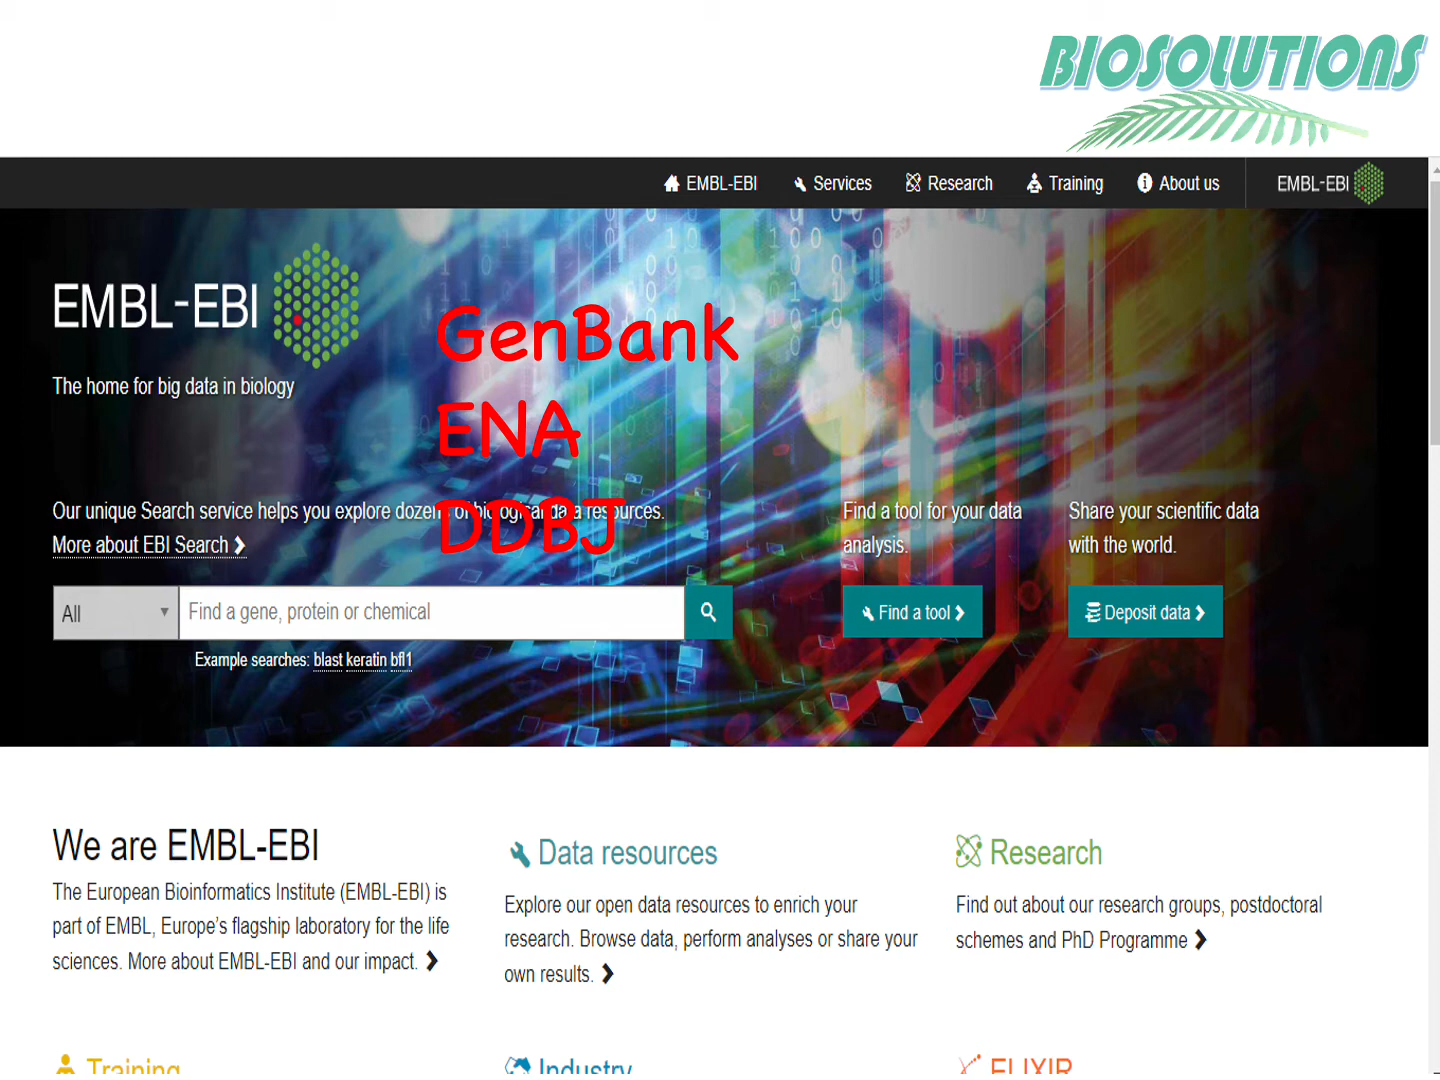 BIOSOLUTIONS
EMBL-EBI Services Research Training About us EMBL-EBI
EMBL-EBI
The home for big data in biology
GenBank
ENA
DDBJ
Our unique Search service helps you explore dozens of biological data resources.
More about EBI Search
All Find a gene, protein or chemical
Example searches: blast keratin bfl1
Find a tool for your data
analysis.
Find a tool
Share your scientific data
with the world.
Deposit data
We are EMBL-EBI
The European Bioinformatics Institute (EMBL-EBI) is
part of EMBL, Europe's flagship laboratory for the life
sciences. More about EMBL-EBI and our impact.
Data resources
Explore our open data resources to enrich your
research. Browse data, perform analyses or share your
own results.
Research
Find out about our research groups, postdoctoral
schemes and PhD Programme
Training
Industry
ELIXIR